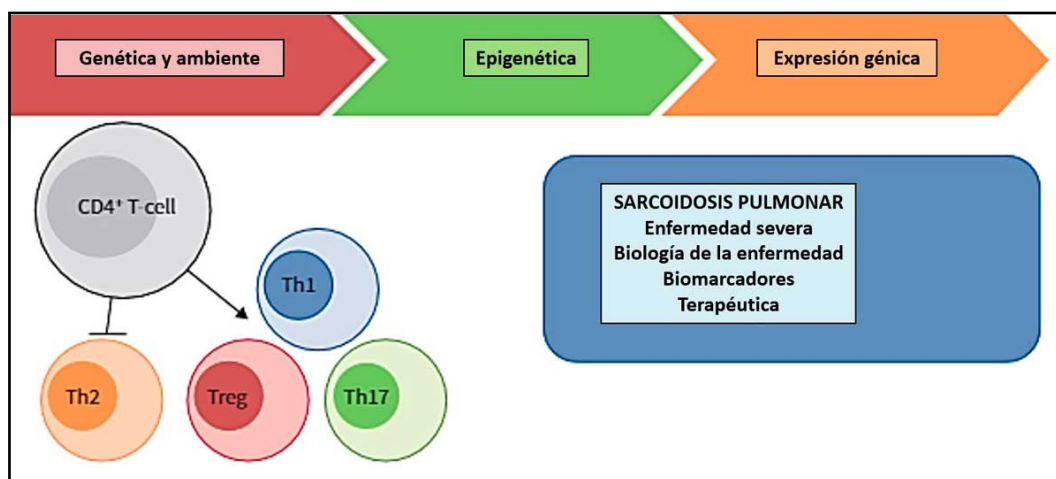 Genética y ambiente
Epigenética
Expresión génica
CD4⁺ T-cell
Th1
Th2
Treg
Th17
SARCOIDOSIS PULMONAR
Enfermedad severa
Biología de la enfermedad
Biomarcadores
Terapéutica